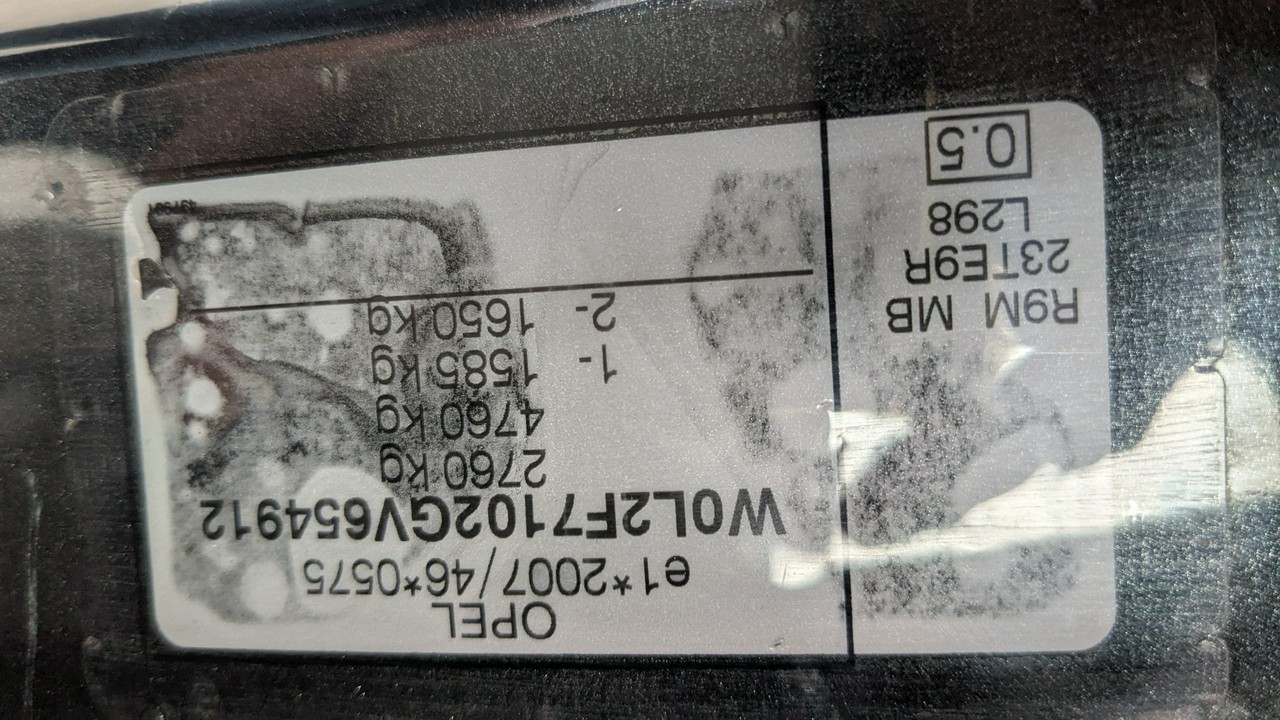 OPEL
e1*2007/46*0575
W0L2F7102GV654912
2760 kg
4760 kg
1- 1585 kg
2- 1650 kg
R9M MB
23TE9R
L298
0.5